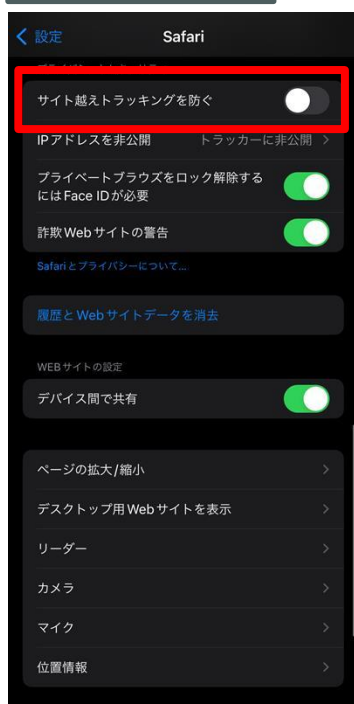 設定
Safari
サイト越えトラッキングを防ぐ
IPアドレスを非公開
トラッカーに非公開
プライベートブラウズをロック解除する
にはFace IDが必要
詐欺Webサイトの警告
Safariとプライバシーについて...
履歴とWebサイトデータを消去
WEBサイトの設定
デバイス間で共有
ページの拡大/縮小
デスクトップ用Webサイトを表示
リーダー
カメラ
マイク
位置情報